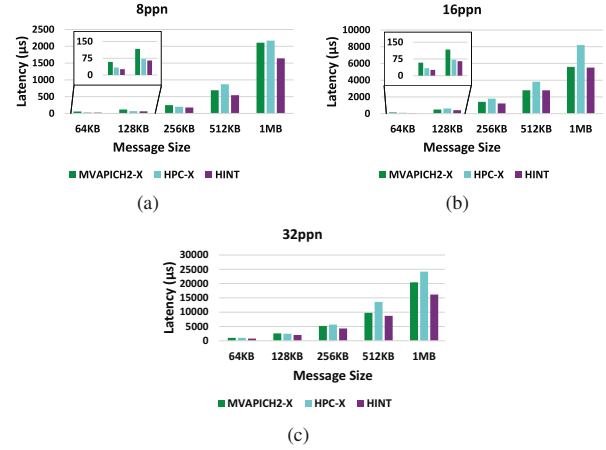 8ppn
Latency (µs)
2500
2000
1500
1000
500
0
150
75
0
64KB 128KB 256KB 512KB 1MB
Message Size
MVAPICH2-X HPC-X HINT
(a)
16ppn
Latency (µs)
10000
8000
6000
4000
2000
0
150
75
0
64KB 128KB 256KB 512KB 1MB
Message Size
MVAPICH2-X HPC-X HINT
(b)
32ppn
Latency (µs)
30000
25000
20000
15000
10000
5000
0
64KB 128KB 256KB 512KB 1MB
Message Size
MVAPICH2-X HPC-X HINT
(c)